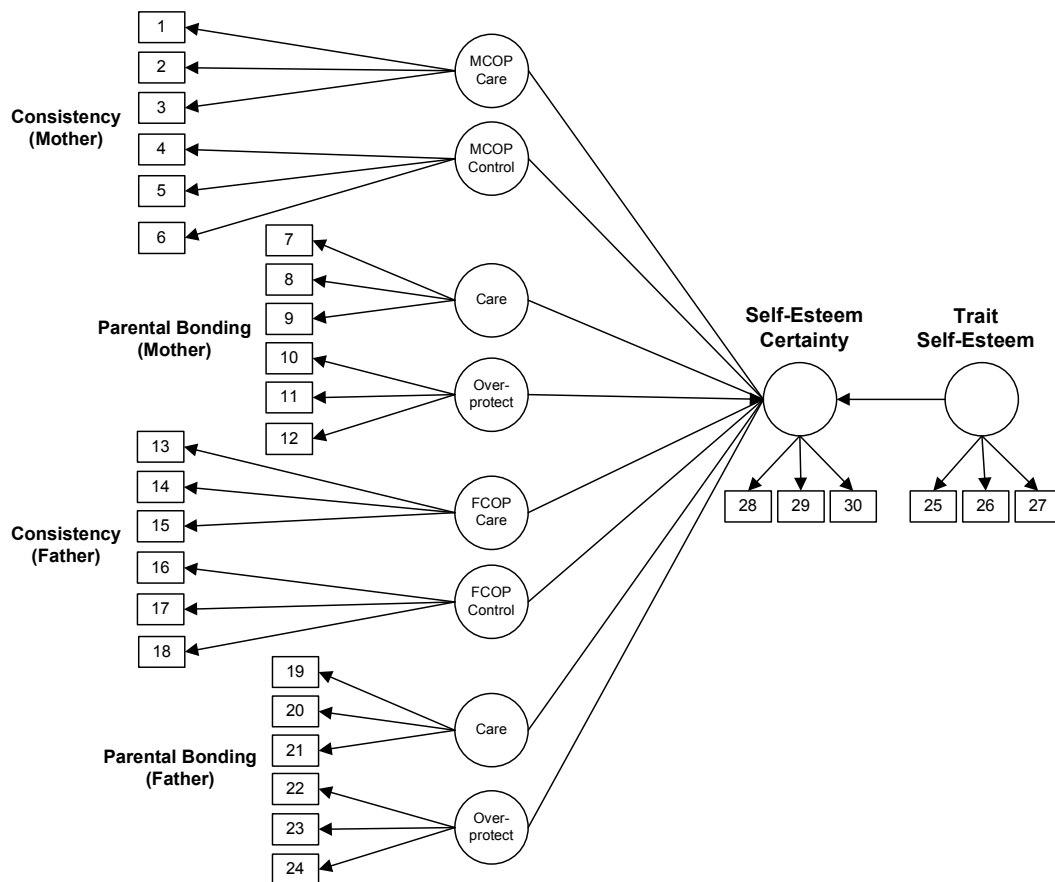 1
2
3
Consistency
(Mother)
4
5
6
MCOP
Care
MCOP
Control
7
8
9
Parental Bonding
(Mother)
10
11
12
Care
Over-
protect
13
14
15
Consistency
(Father)
16
17
18
FCOP
Care
FCOP
Control
19
20
21
Parental Bonding
(Father)
22
23
24
Care
Over-
protect
Self-Esteem
Certainty
28
29
30
Trait
Self-Esteem
25
26
27